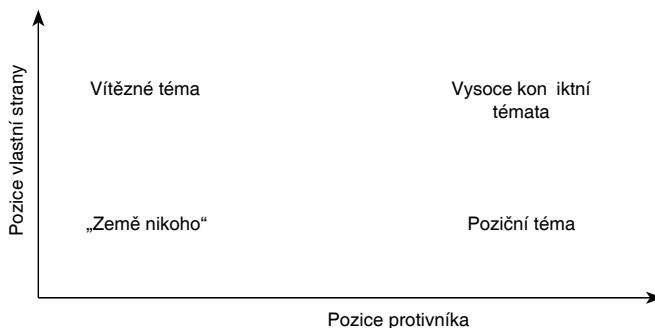 Pozice vlastní strany
Vítězné téma
Vysoce kon iktní
témata
„Země nikoho“
Poziční téma
Pozice protivníka